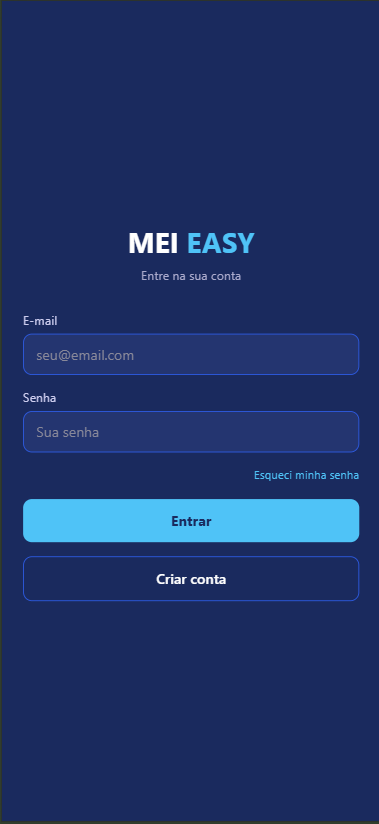 MEI EASY
Entre na sua conta
E-mail
seu@email.com
Senha
Sua senha
Esqueci minha senha
Entrar
Criar conta